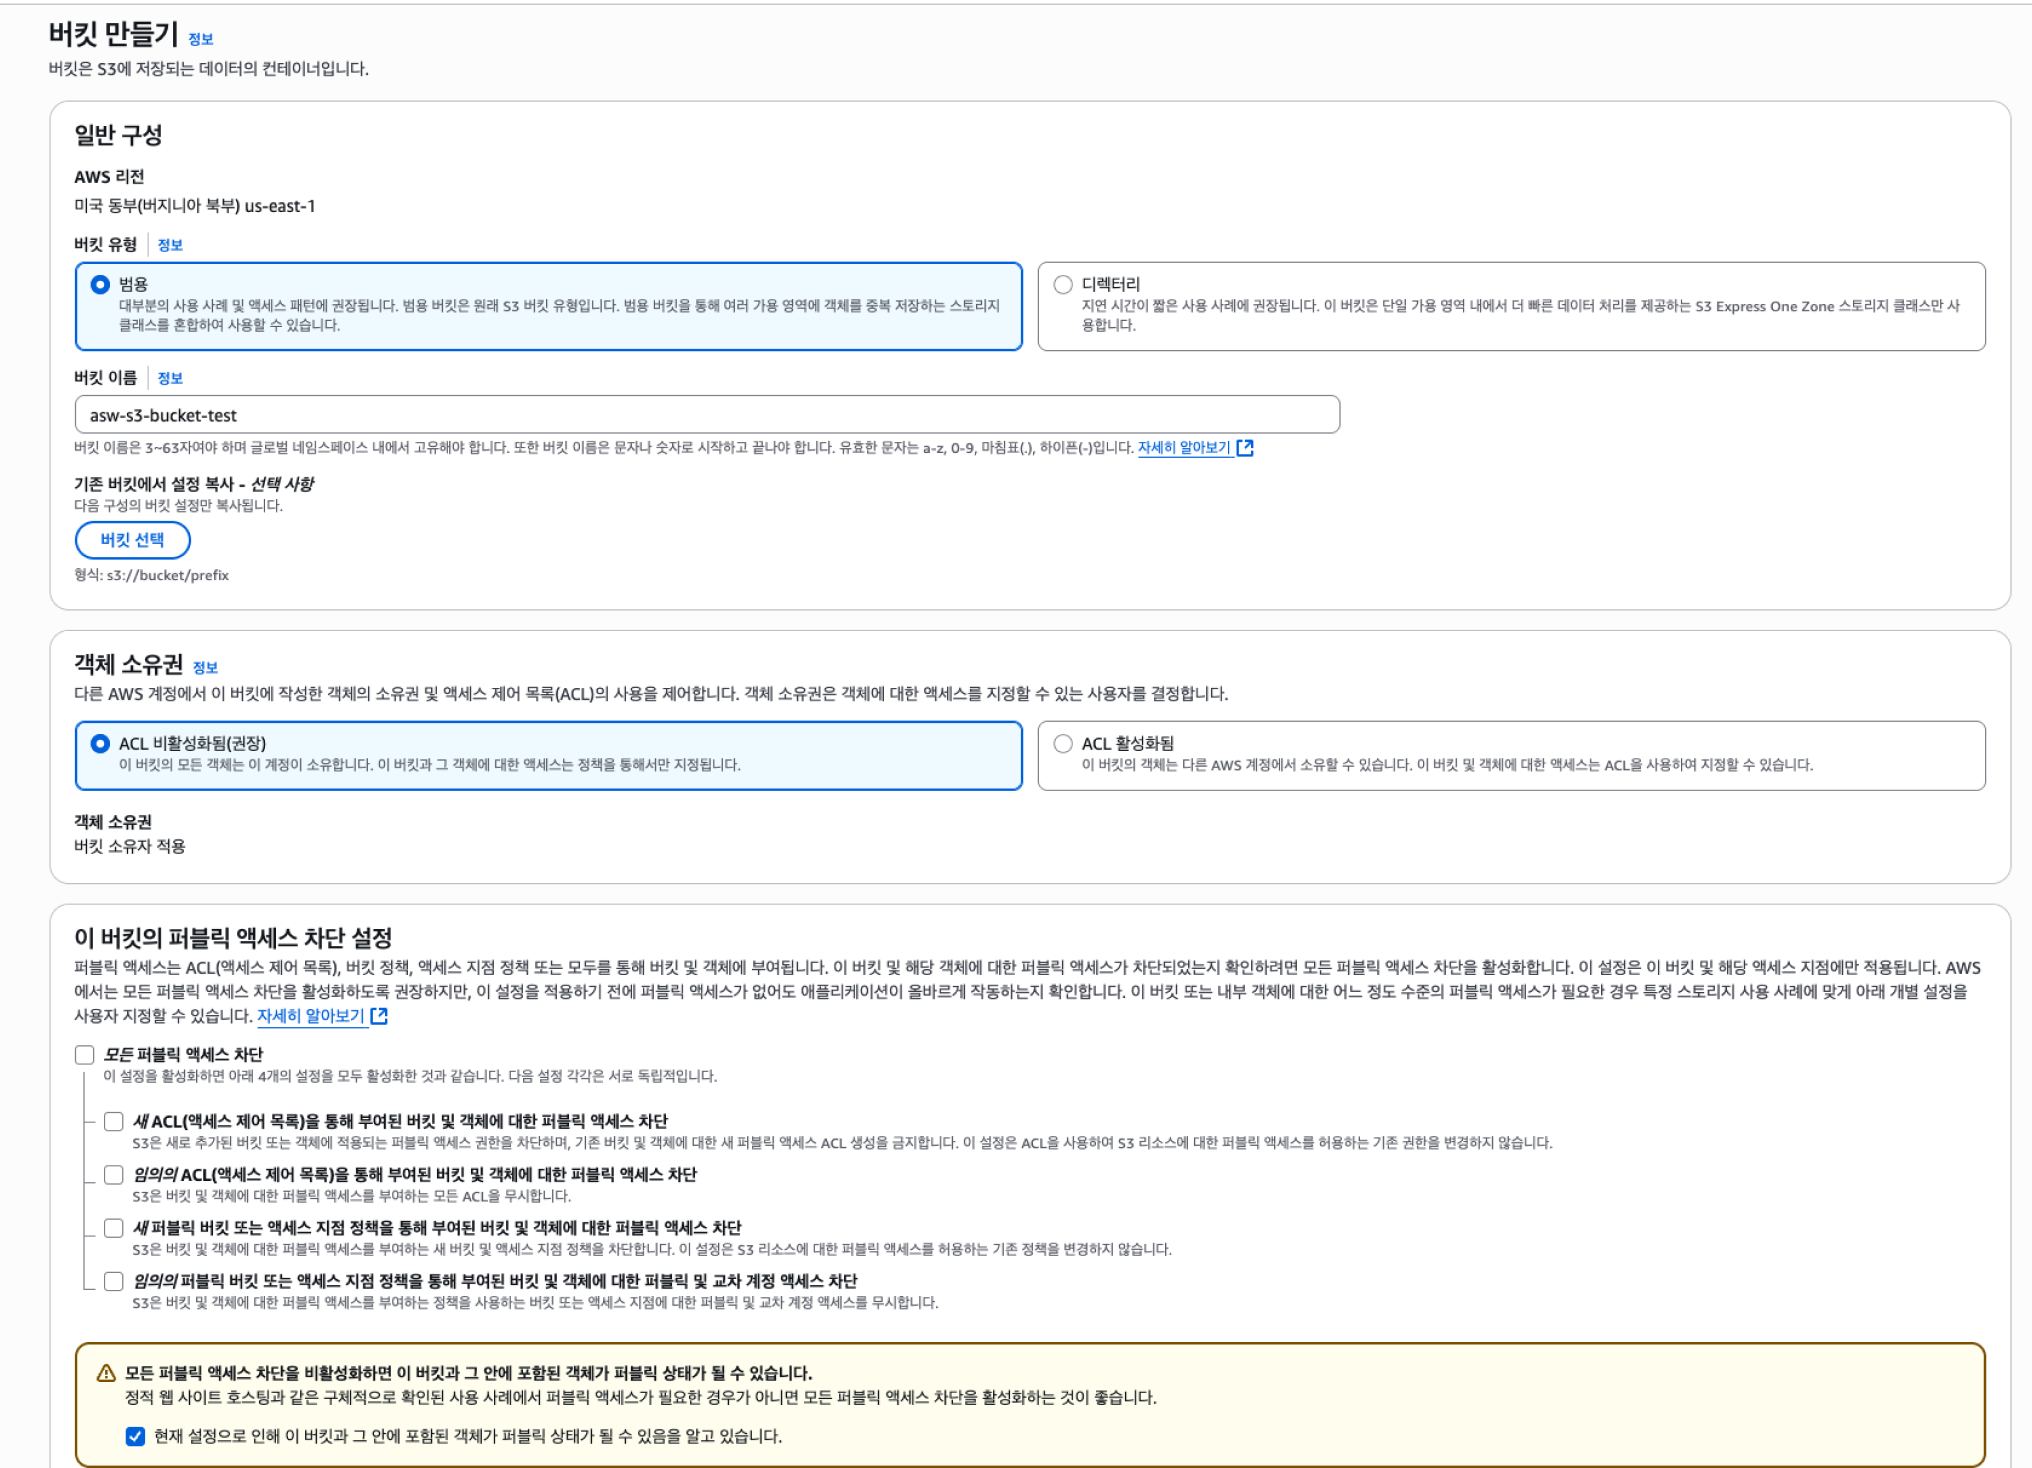 버킷 만들기 정보
버킷은 S3에 저장되는 데이터의 컨테이너입니다.
일반 구성
AWS 리전
미국 동부(버지니아 북부) us-east-1
버킷 유형 정보
범용
대부분의 사용 사례 및 액세스 패턴에 권장됩니다. 범용 버킷은 원래 S3 버킷 유형입니다. 범용 버킷을 통해 여러 가용 영역에 객체를 중복 저장하는 스토리지
클래스를 혼합하여 사용할 수 있습니다.
디렉터리
지연 시간이 짧은 사용 사례에 권장됩니다. 이 버킷은 단일 가용 영역 내에서 더 빠른 데이터 처리를 제공하는 S3 Express One Zone 스토리지 클래스만 사
용합니다.
버킷 이름 정보
asw-s3-bucket-test
버킷 이름은 3~63자여야 하며 글로벌 네임스페이스 내에서 고유해야 합니다. 또한 버킷 이름은 문자나 숫자로 시작하고 끝나야 합니다. 유효한 문자는 a-z, 0-9, 마침표(.), 하이픈(-)입니다. 자세히 알아보기
기존 버킷에서 설정 복사 - 선택 사항
다음 구성의 버킷 설정만 복사됩니다.
버킷 선택
형식: s3://bucket/prefix
객체 소유권 정보
다른 AWS 계정에서 이 버킷에 작성한 객체의 소유권 및 액세스 제어 목록(ACL)의 사용을 제어합니다. 객체 소유권은 객체에 대한 액세스를 지정할 수 있는 사용자를 결정합니다.
ACL 비활성화됨(권장)
이 버킷의 모든 객체는 이 계정이 소유합니다. 이 버킷과 그 객체에 대한 액세스는 정책을 통해서만 지정됩니다.
ACL 활성화됨
이 버킷의 객체는 다른 AWS 계정에서 소유할 수 있습니다. 이 버킷 및 객체에 대한 액세스는 ACL을 사용하여 지정할 수 있습니다.
객체 소유권
버킷 소유자 적용
이 버킷의 퍼블릭 액세스 차단 설정
퍼블릭 액세스는 ACL(액세스 제어 목록), 버킷 정책, 액세스 지점 정책 또는 모두를 통해 버킷 및 객체에 부여됩니다. 이 버킷 및 해당 객체에 대한 퍼블릭 액세스가 차단되었는지 확인하려면 모든 퍼블릭 액세스 차단을 활성화합니다. 이 설정은 이 버킷 및 해당 액세스 지점에만 적용됩니다. AWS
에서는 모든 퍼블릭 액세스 차단을 활성화하도록 권장하지만, 이 설정을 적용하기 전에 퍼블릭 액세스가 없어도 애플리케이션이 올바르게 작동하는지 확인합니다. 이 버킷 또는 내부 객체에 대한 어느 정도 수준의 퍼블릭 액세스가 필요한 경우 특정 스토리지 사용 사례에 맞게 아래 개별 설정을
사용자 지정할 수 있습니다. 자세히 알아보기
모든 퍼블릭 액세스 차단
이 설정을 활성화하면 아래 4개의 설정을 모두 활성화한 것과 같습니다. 다음 설정 각각은 서로 독립적입니다.
새 ACL(액세스 제어 목록)을 통해 부여된 버킷 및 객체에 대한 퍼블릭 액세스 차단
S3은 새로 추가된 버킷 또는 객체에 적용되는 퍼블릭 액세스 권한을 차단하며, 기존 버킷 및 객체에 대한 새 퍼블릭 액세스 ACL 생성을 금지합니다. 이 설정은 ACL을 사용하여 S3 리소스에 대한 퍼블릭 액세스를 허용하는 기존 권한을 변경하지 않습니다.
임의의 ACL(액세스 제어 목록)을 통해 부여된 버킷 및 객체에 대한 퍼블릭 액세스 차단
S3은 버킷 및 객체에 대한 퍼블릭 액세스를 부여하는 모든 ACL을 무시합니다.
새 퍼블릭 버킷 또는 액세스 지점 정책을 통해 부여된 버킷 및 객체에 대한 퍼블릭 액세스 차단
S3은 버킷 및 객체에 대한 퍼블릭 액세스를 부여하는 새 버킷 및 액세스 지점 정책을 차단합니다. 이 설정은 S3 리소스에 대한 퍼블릭 액세스를 허용하는 기존 정책을 변경하지 않습니다.
임의의 퍼블릭 버킷 또는 액세스 지점 정책을 통해 부여된 버킷 및 객체에 대한 퍼블릭 및 교차 계정 액세스 차단
S3은 버킷 및 객체에 대한 퍼블릭 액세스를 부여하는 정책을 사용하는 버킷 또는 액세스 지점에 대한 퍼블릭 및 교차 계정 액세스를 무시합니다.
모든 퍼블릭 액세스 차단을 비활성화하면 이 버킷과 그 안에 포함된 객체가 퍼블릭 상태가 될 수 있습니다.
정적 웹 사이트 호스팅과 같은 구체적으로 확인된 사용 사례에서 퍼블릭 액세스가 필요한 경우가 아니면 모든 퍼블릭 액세스 차단을 활성화하는 것이 좋습니다.
현재 설정으로 인해 이 버킷과 그 안에 포함된 객체가 퍼블릭 상태가 될 수 있음을 알고 있습니다.